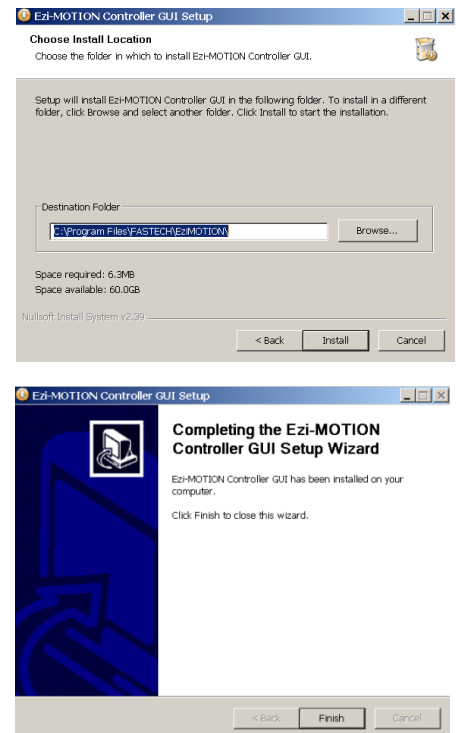 Ezi-MOTION Controller GUI Setup
Choose Install Location
Choose the folder in which to install Ezi-MOTION Controller GUI.
Setup will install Ezi-MOTION Controller GUI in the following folder. To install in a different
folder, click Browse and select another folder. Click Install to start the installation.
Destination Folder
C:\Program Files\FASTECH\EziMOTION\
Browse...
Space required: 6.3MB
Space available: 60.0GB
Nullsoft Install System v2.39
< Back Install Cancel
Ezi-MOTION Controller GUI Setup
Completing the Ezi-MOTION
Controller GUI Setup Wizard
Ezi-MOTION Controller GUI has been installed on your
computer.
Click Finish to close this wizard.
< Back Finish Cancel